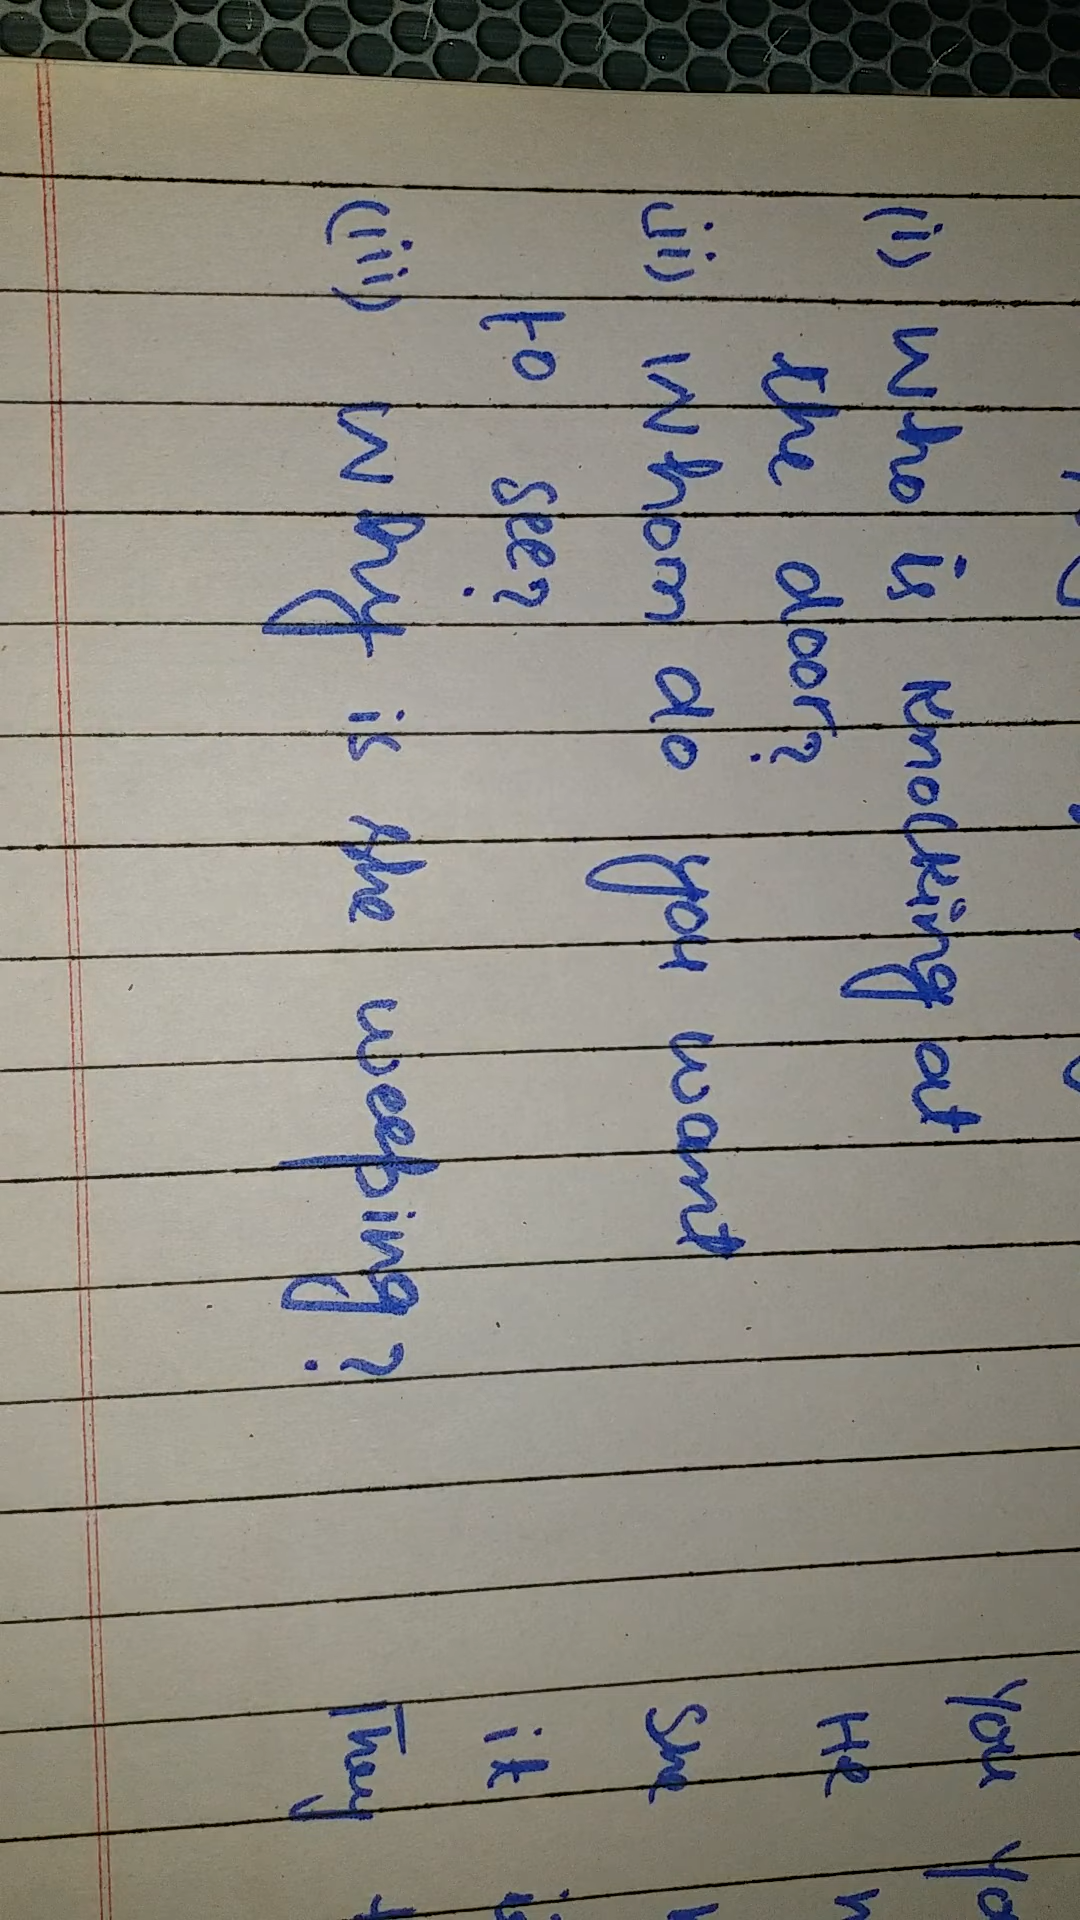 (i) Who is knocking at
the door?
(ii) Whom do you want
to see?
(iii) Why is the weeping?
You
He
She
it
They